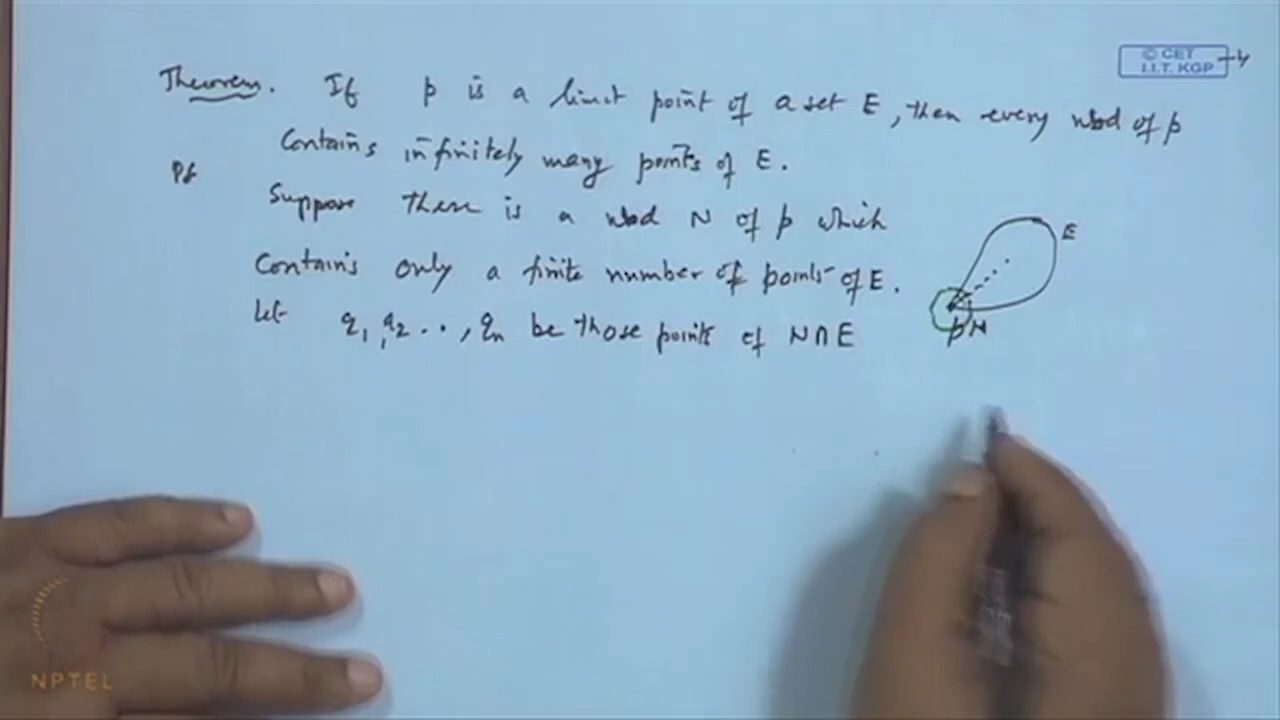 © CET
I.I.T. KGP
Theorem. If p is a limit point of a set E, then every nbd of p
Contains infinitely many points of E.
Pf
Suppose there is a nbd N of p which
Contains only a finite number of points of E.
E
Let q1, q2 . . , qn be those points of N∩E
p N
NPTEL